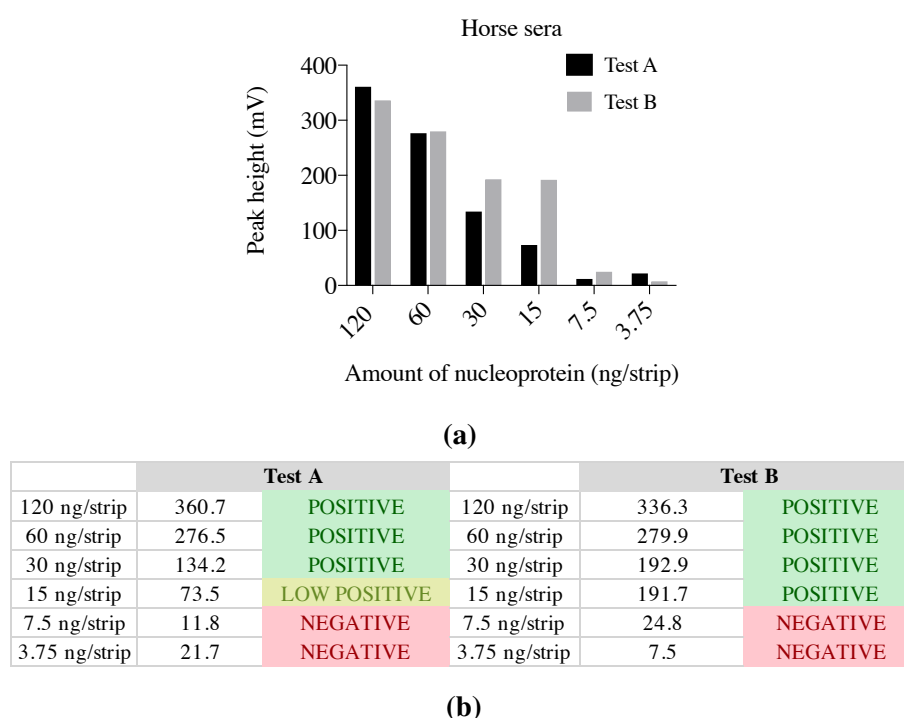 Horse sera
Test A
Test B
Peak height (mV)
400
300
200
100
0
120 60 30 15 7.5 3.75
Amount of nucleoprotein (ng/strip)
(a)
Test A Test B
120 ng/strip 360.7 POSITIVE 120 ng/strip 336.3 POSITIVE
60 ng/strip 276.5 POSITIVE 60 ng/strip 279.9 POSITIVE
30 ng/strip 134.2 POSITIVE 30 ng/strip 192.9 POSITIVE
15 ng/strip 73.5 LOW POSITIVE 15 ng/strip 191.7 POSITIVE
7.5 ng/strip 11.8 NEGATIVE 7.5 ng/strip 24.8 NEGATIVE
3.75 ng/strip 21.7 NEGATIVE 3.75 ng/strip 7.5 NEGATIVE
(b)